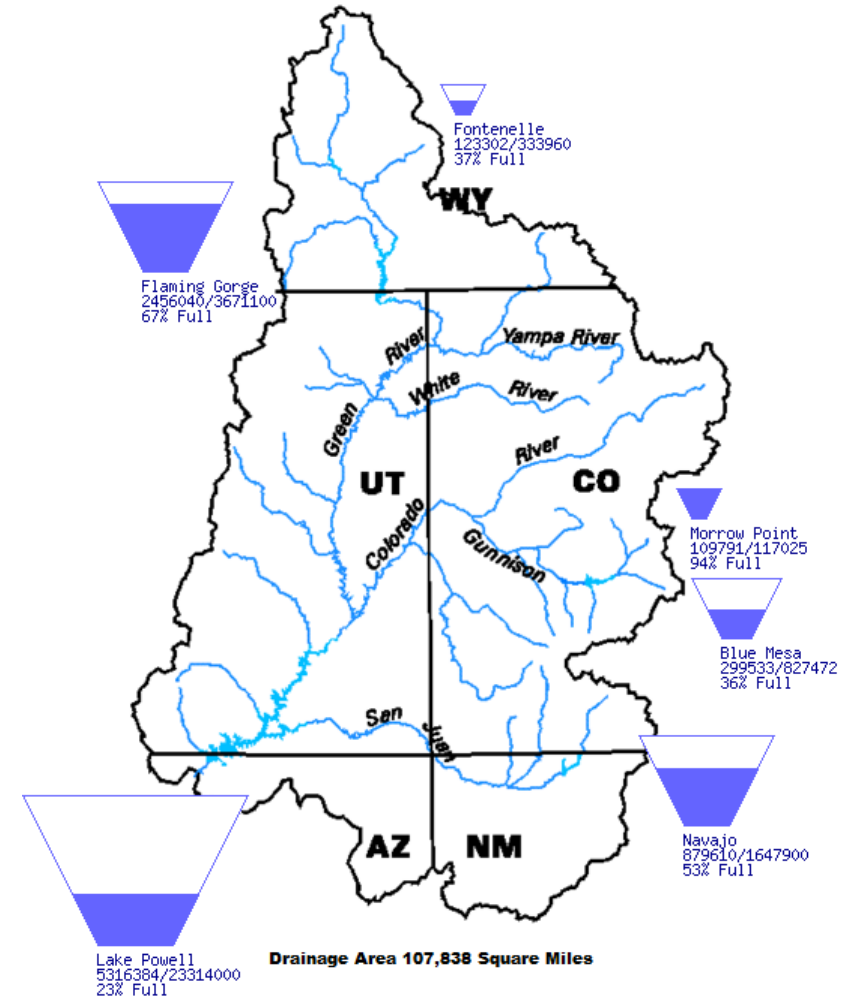 Fontenelle
123302/333960
37% Full
WY
Flaming Gorge
2456040/3671100
67% Full
River
Yampa River
White
River
Green
River
UT
CO
Colorado
Gunnison
Morrow Point
109791/117025
94% Full
Blue Mesa
299533/827472
36% Full
San
Juan
Navajo
879610/1647900
53% Full
AZ
NM
Lake Powell
5316384/23314000
23% Full
Drainage Area 107,838 Square Miles